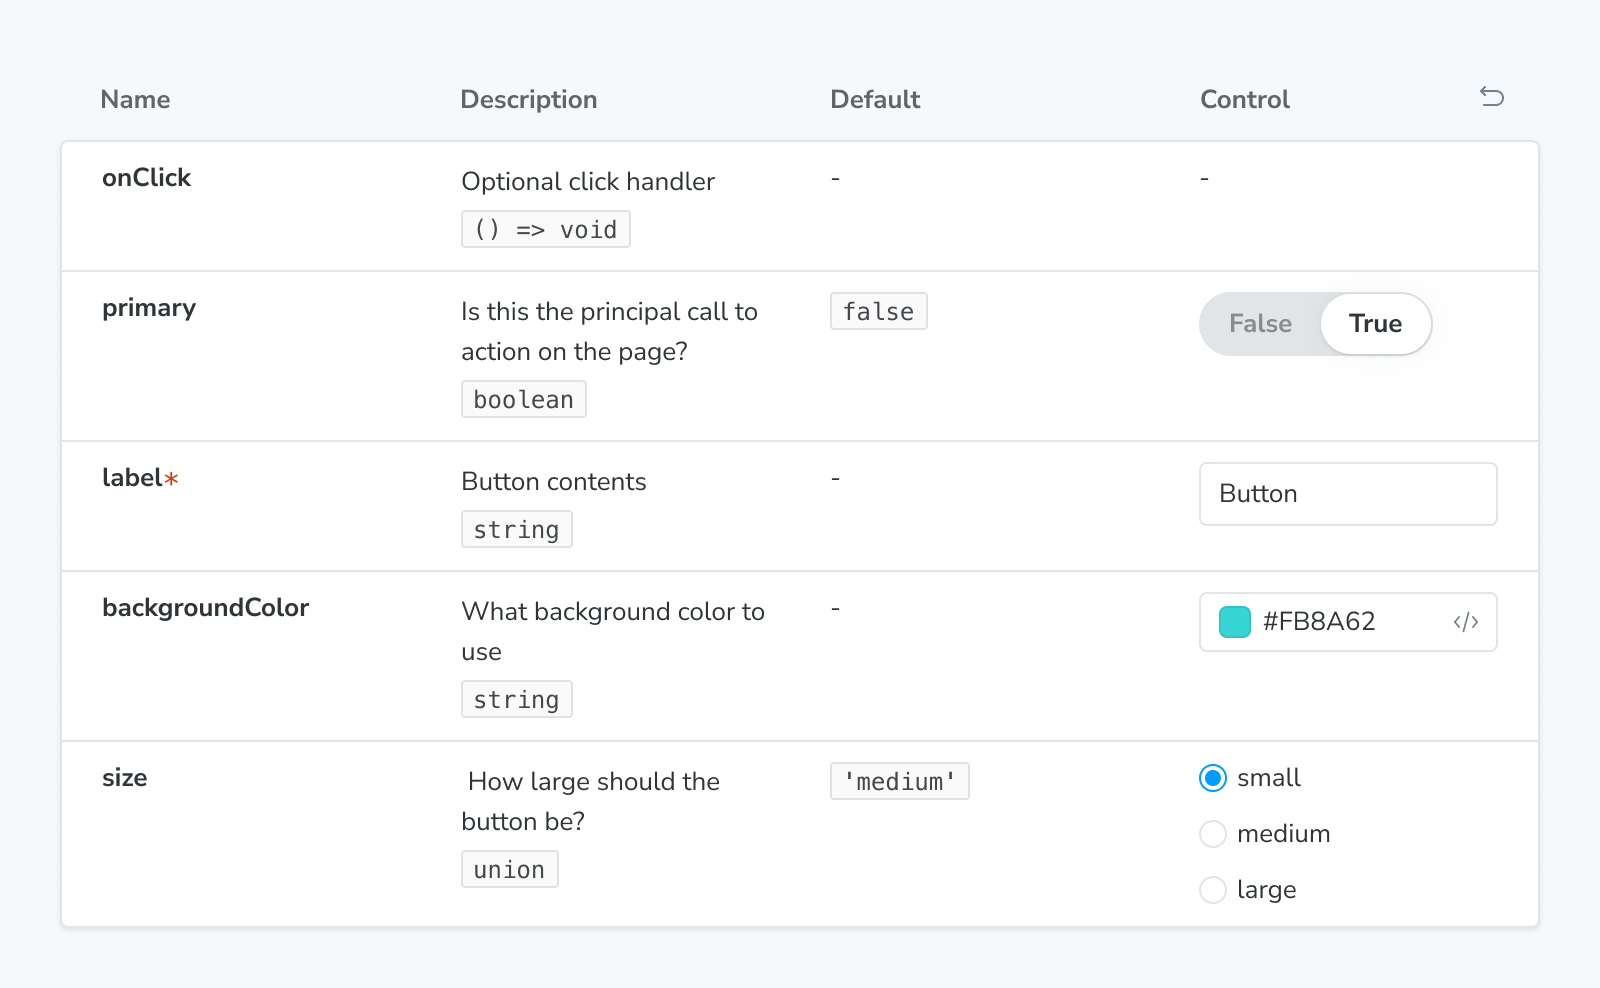 Name Description Default Control
onClick Optional click handler - -
() => void
primary Is this the principal call to false False True
action on the page?
boolean
label* Button contents - Button
string
backgroundColor What background color to - #FB8A62 </>
use
string
size How large should the 'medium' small
button be? medium
union large